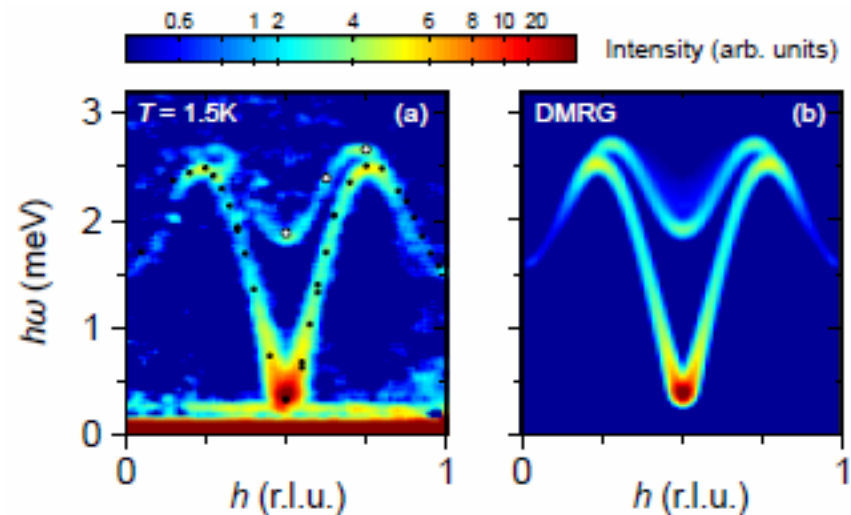 0.6 1 2 4 6 8 10 20
Intensity (arb. units)
T = 1.5K (a)
DMRG (b)
3
2
1
0
ħω (meV)
0 1 0 1
h (r.l.u.) h (r.l.u.)